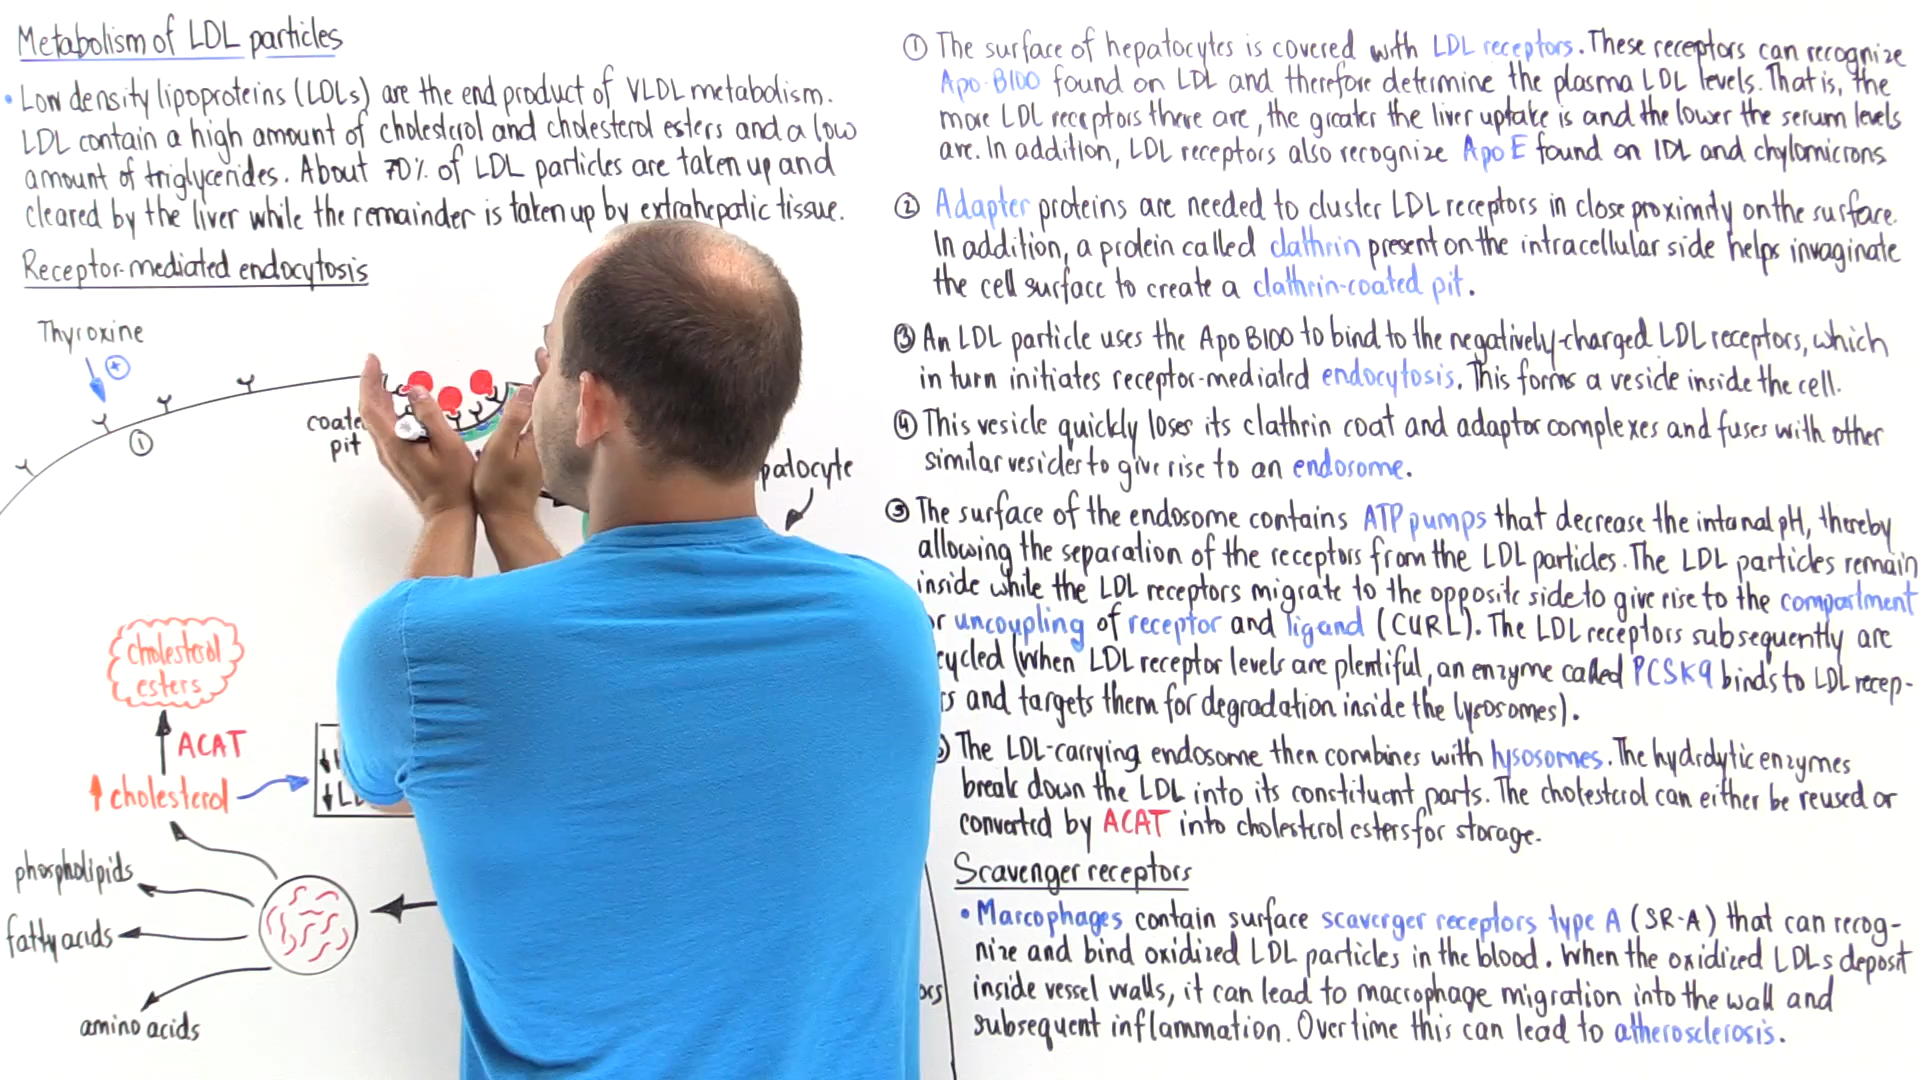 Metabolism of LDL particles
• Low density lipoproteins (LDLs) are the end product of VLDL metabolism.
LDL contain a high amount of cholesterol and cholesterol esters and a low
amount of triglycerides. About 70% of LDL particles are taken up and
cleared by the liver while the remainder is taken up by extrahepatic tissue.
Receptor-mediated endocytosis
Thyroxine
+
①
coate
pit
patocyte
cholesterol
esters
ACAT
↑ cholesterol
↓
↓ L
phospholipids
fatty acids
amino acids
① The surface of hepatocytes is covered with LDL receptors. These receptors can recognize
Apo-B100 found on LDL and therefore determine the plasma LDL levels. That is, the
more LDL receptors there are, the greater the liver uptake is and the lower the serum levels
are. In addition, LDL receptors also recognize Apo E found on IDL and chylomicrons
② Adapter proteins are needed to cluster LDL receptors in close proximity on the surface.
In addition, a protein called clathrin present on the intracellular side helps invaginate
the cell surface to create a clathrin-coated pit.
③ An LDL particle uses the Apo B100 to bind to the negatively-charged LDL receptors, which
in turn initiates receptor-mediated endocytosis. This forms a vesicle inside the cell.
④ This vesicle quickly loses its clathrin coat and adaptor complexes and fuses with other
similar vesicles to give rise to an endosome.
⑤ The surface of the endosome contains ATP pumps that decrease the internal pH, thereby
allowing the separation of the receptors from the LDL particles. The LDL particles remain
inside while the LDL receptors migrate to the opposite side to give rise to the compartment
r uncoupling of receptor and ligand (CURL). The LDL receptors subsequently are
cycled (when LDL receptor levels are plentiful, an enzyme called PCSK9 binds to LDL recep-
rs and targets them for degradation inside the lysosomes).
) The LDL-carrying endosome then combines with lysosomes. The hydrolytic enzymes
break down the LDL into its constituent parts. The cholesterol can either be reused or
converted by ACAT into cholesterol esters for storage.
Scavenger receptors
• Marcophages contain surface scavenger receptors type A (SR-A) that can recog-
nize and bind oxidized LDL particles in the blood. When the oxidized LDLs deposit
inside vessel walls, it can lead to macrophage migration into the wall and
subsequent inflammation. Over time this can lead to atherosclerosis.